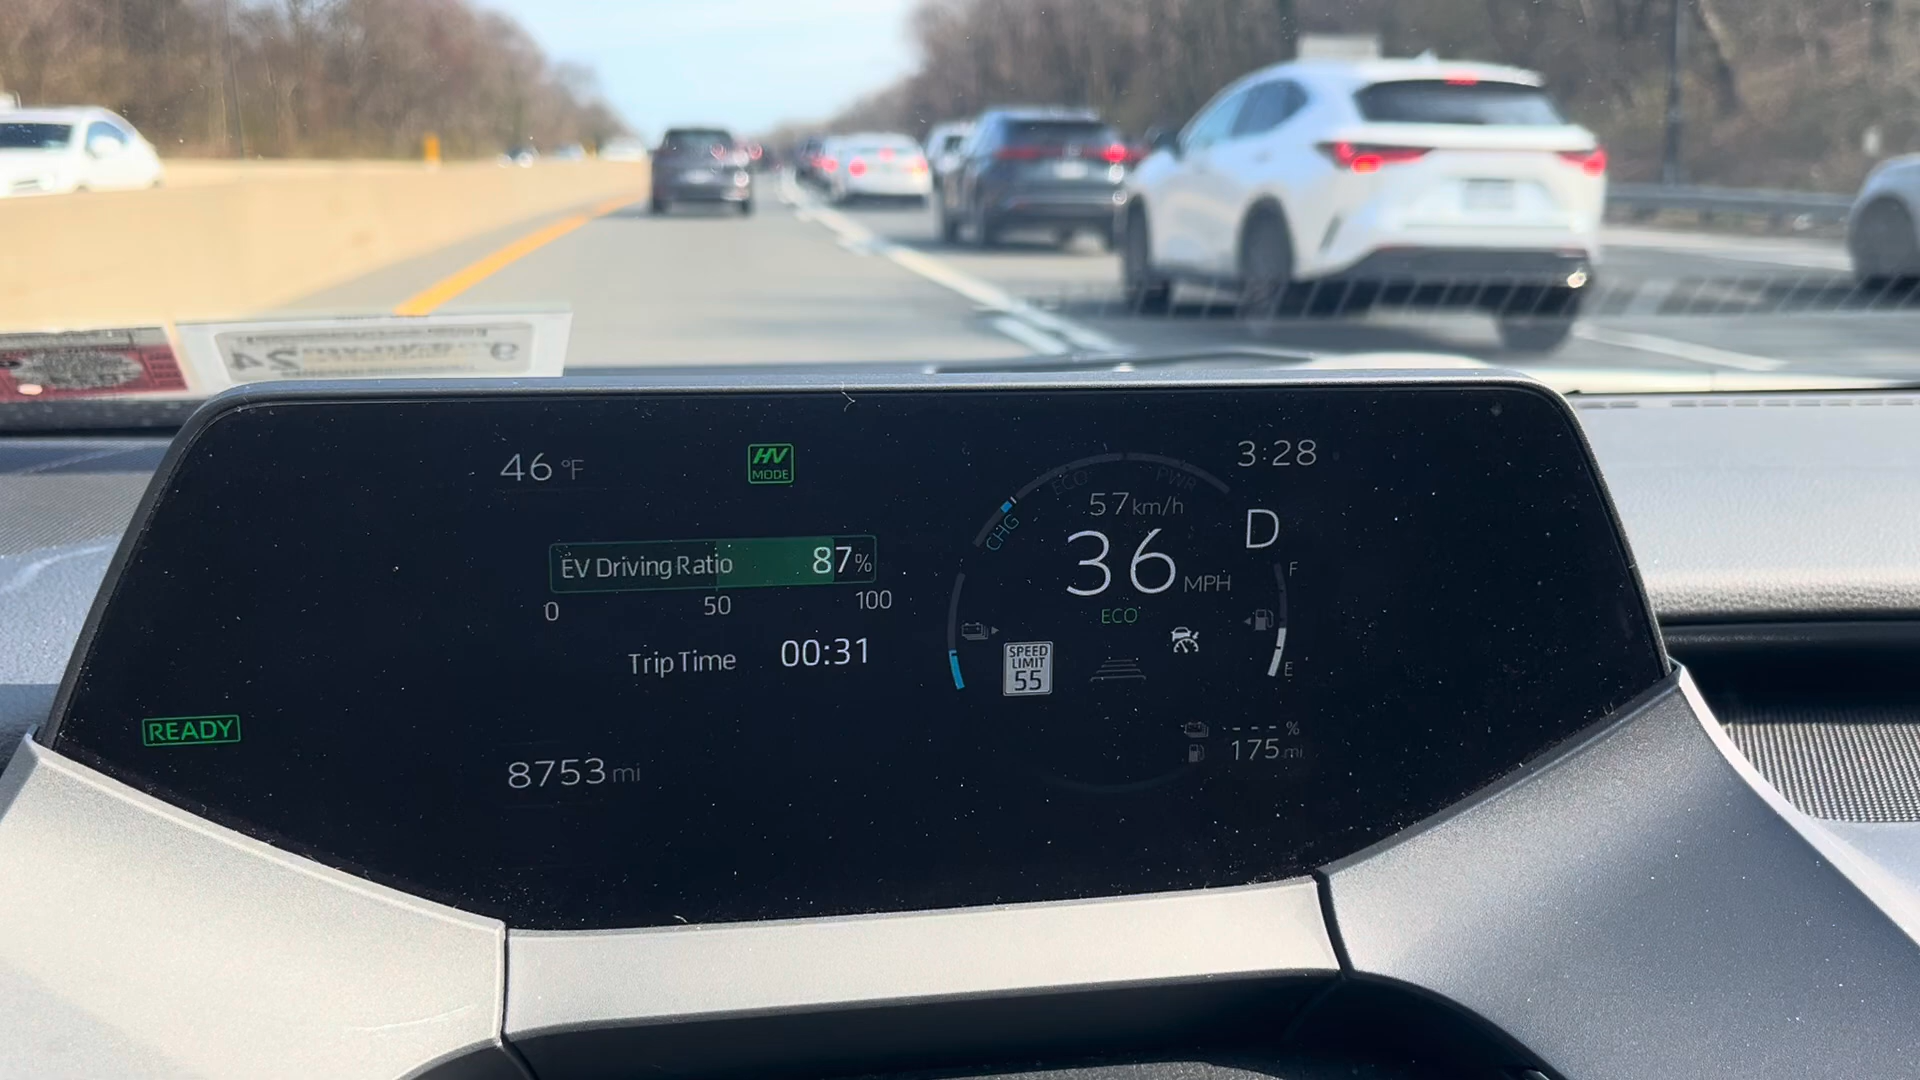 46 °F
HV
MODE
3:28
ECO
PWR
CHG
57 km/h
36 MPH
D
ECO
EV Driving Ratio 87%
0 50 100
Trip Time 00:31
SPEED
LIMIT
55
F
E
READY
8753 mi
---%
175 mi
24